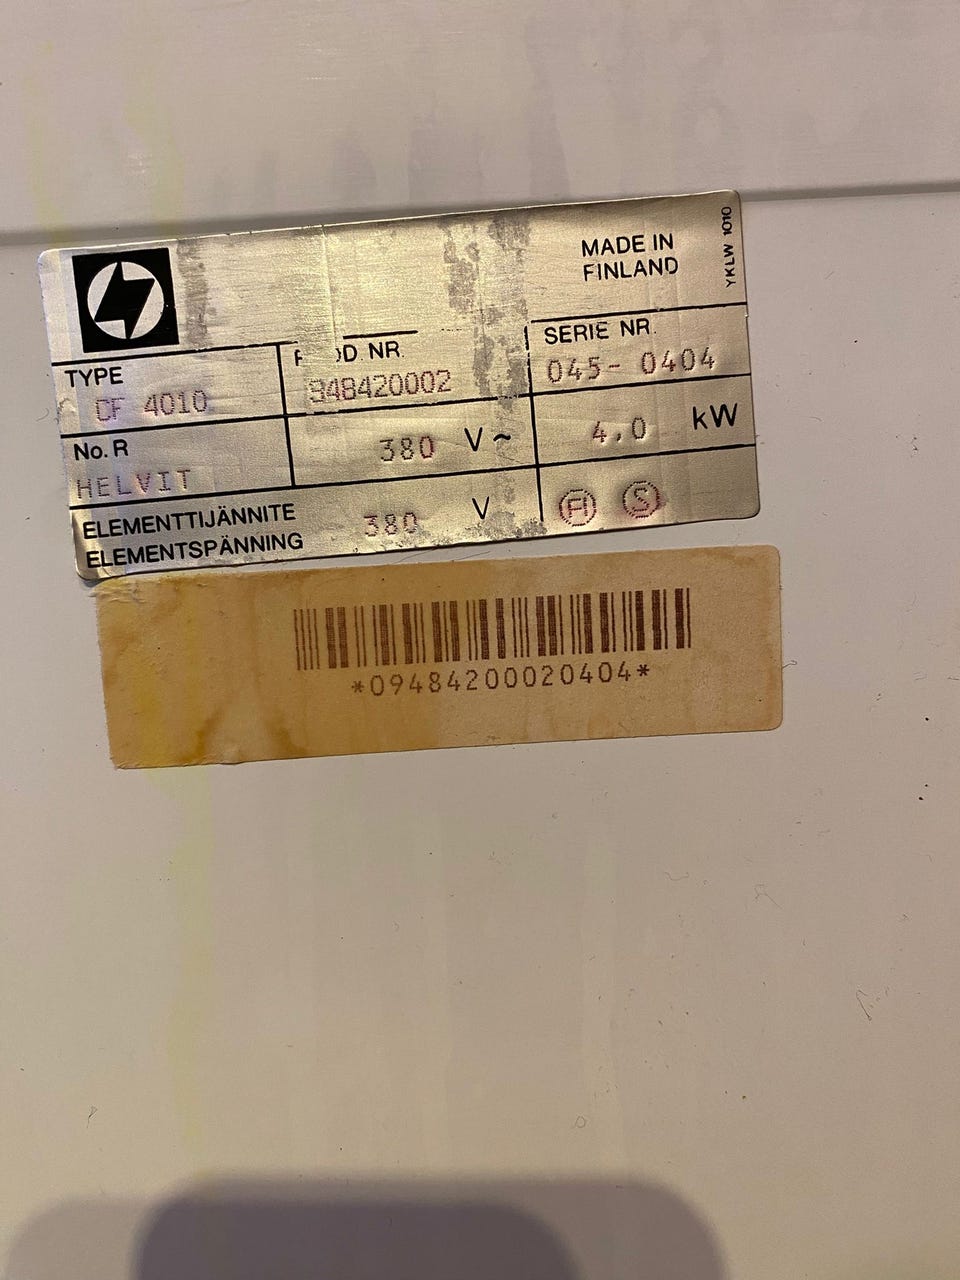 MADE IN
FINLAND
YKLW 1010
TYPE
CF 4010
NR.
948420002
SERIE NR.
045- 0404
No. R
HELVIT
380 V ~
4,0 kW
ELEMENTTIJÄNNITE
ELEMENTSPÄNNING
380 V
FI S
*09484200020404*